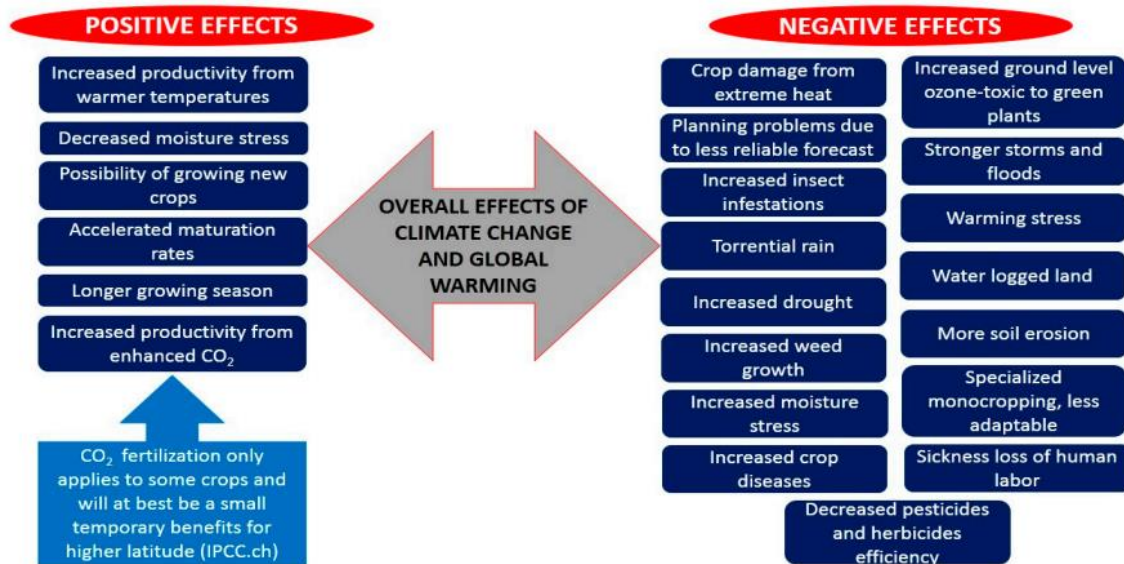 POSITIVE EFFECTS
Increased productivity from
warmer temperatures
Decreased moisture stress
Possibility of growing new
crops
Accelerated maturation
rates
Longer growing season
Increased productivity from
enhanced CO₂
CO₂ fertilization only
applies to some crops and
will at best be a small
temporary benefits for
higher latitude (IPCC.ch)
OVERALL EFFECTS OF
CLIMATE CHANGE
AND GLOBAL
WARMING
NEGATIVE EFFECTS
Crop damage from
extreme heat
Planning problems due
to less reliable forecast
Increased insect
infestations
Torrential rain
Increased drought
Increased weed
growth
Increased moisture
stress
Increased crop
diseases
Increased ground level
ozone-toxic to green
plants
Stronger storms and
floods
Warming stress
Water logged land
More soil erosion
Specialized
monocropping, less
adaptable
Sickness loss of human
labor
Decreased pesticides
and herbicides
efficiency